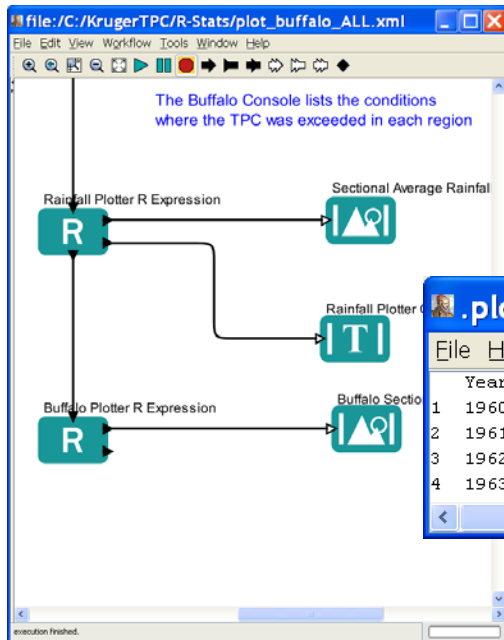 file:/C:/KrugerTPC/R-Stats/plot_buffalo_ALL.xml
File Edit View Workflow Tools Window Help
The Buffalo Console lists the conditions
where the TPC was exceeded in each region
Sectional Average Rainfall
Rainfall Plotter R Expression
R
Rainfall Plotter
T
.plo
File H
Year
1 1960
2 1961
3 1962
4 1963
Buffalo Sectio
Buffalo Plotter R Expression
R
execution finished.